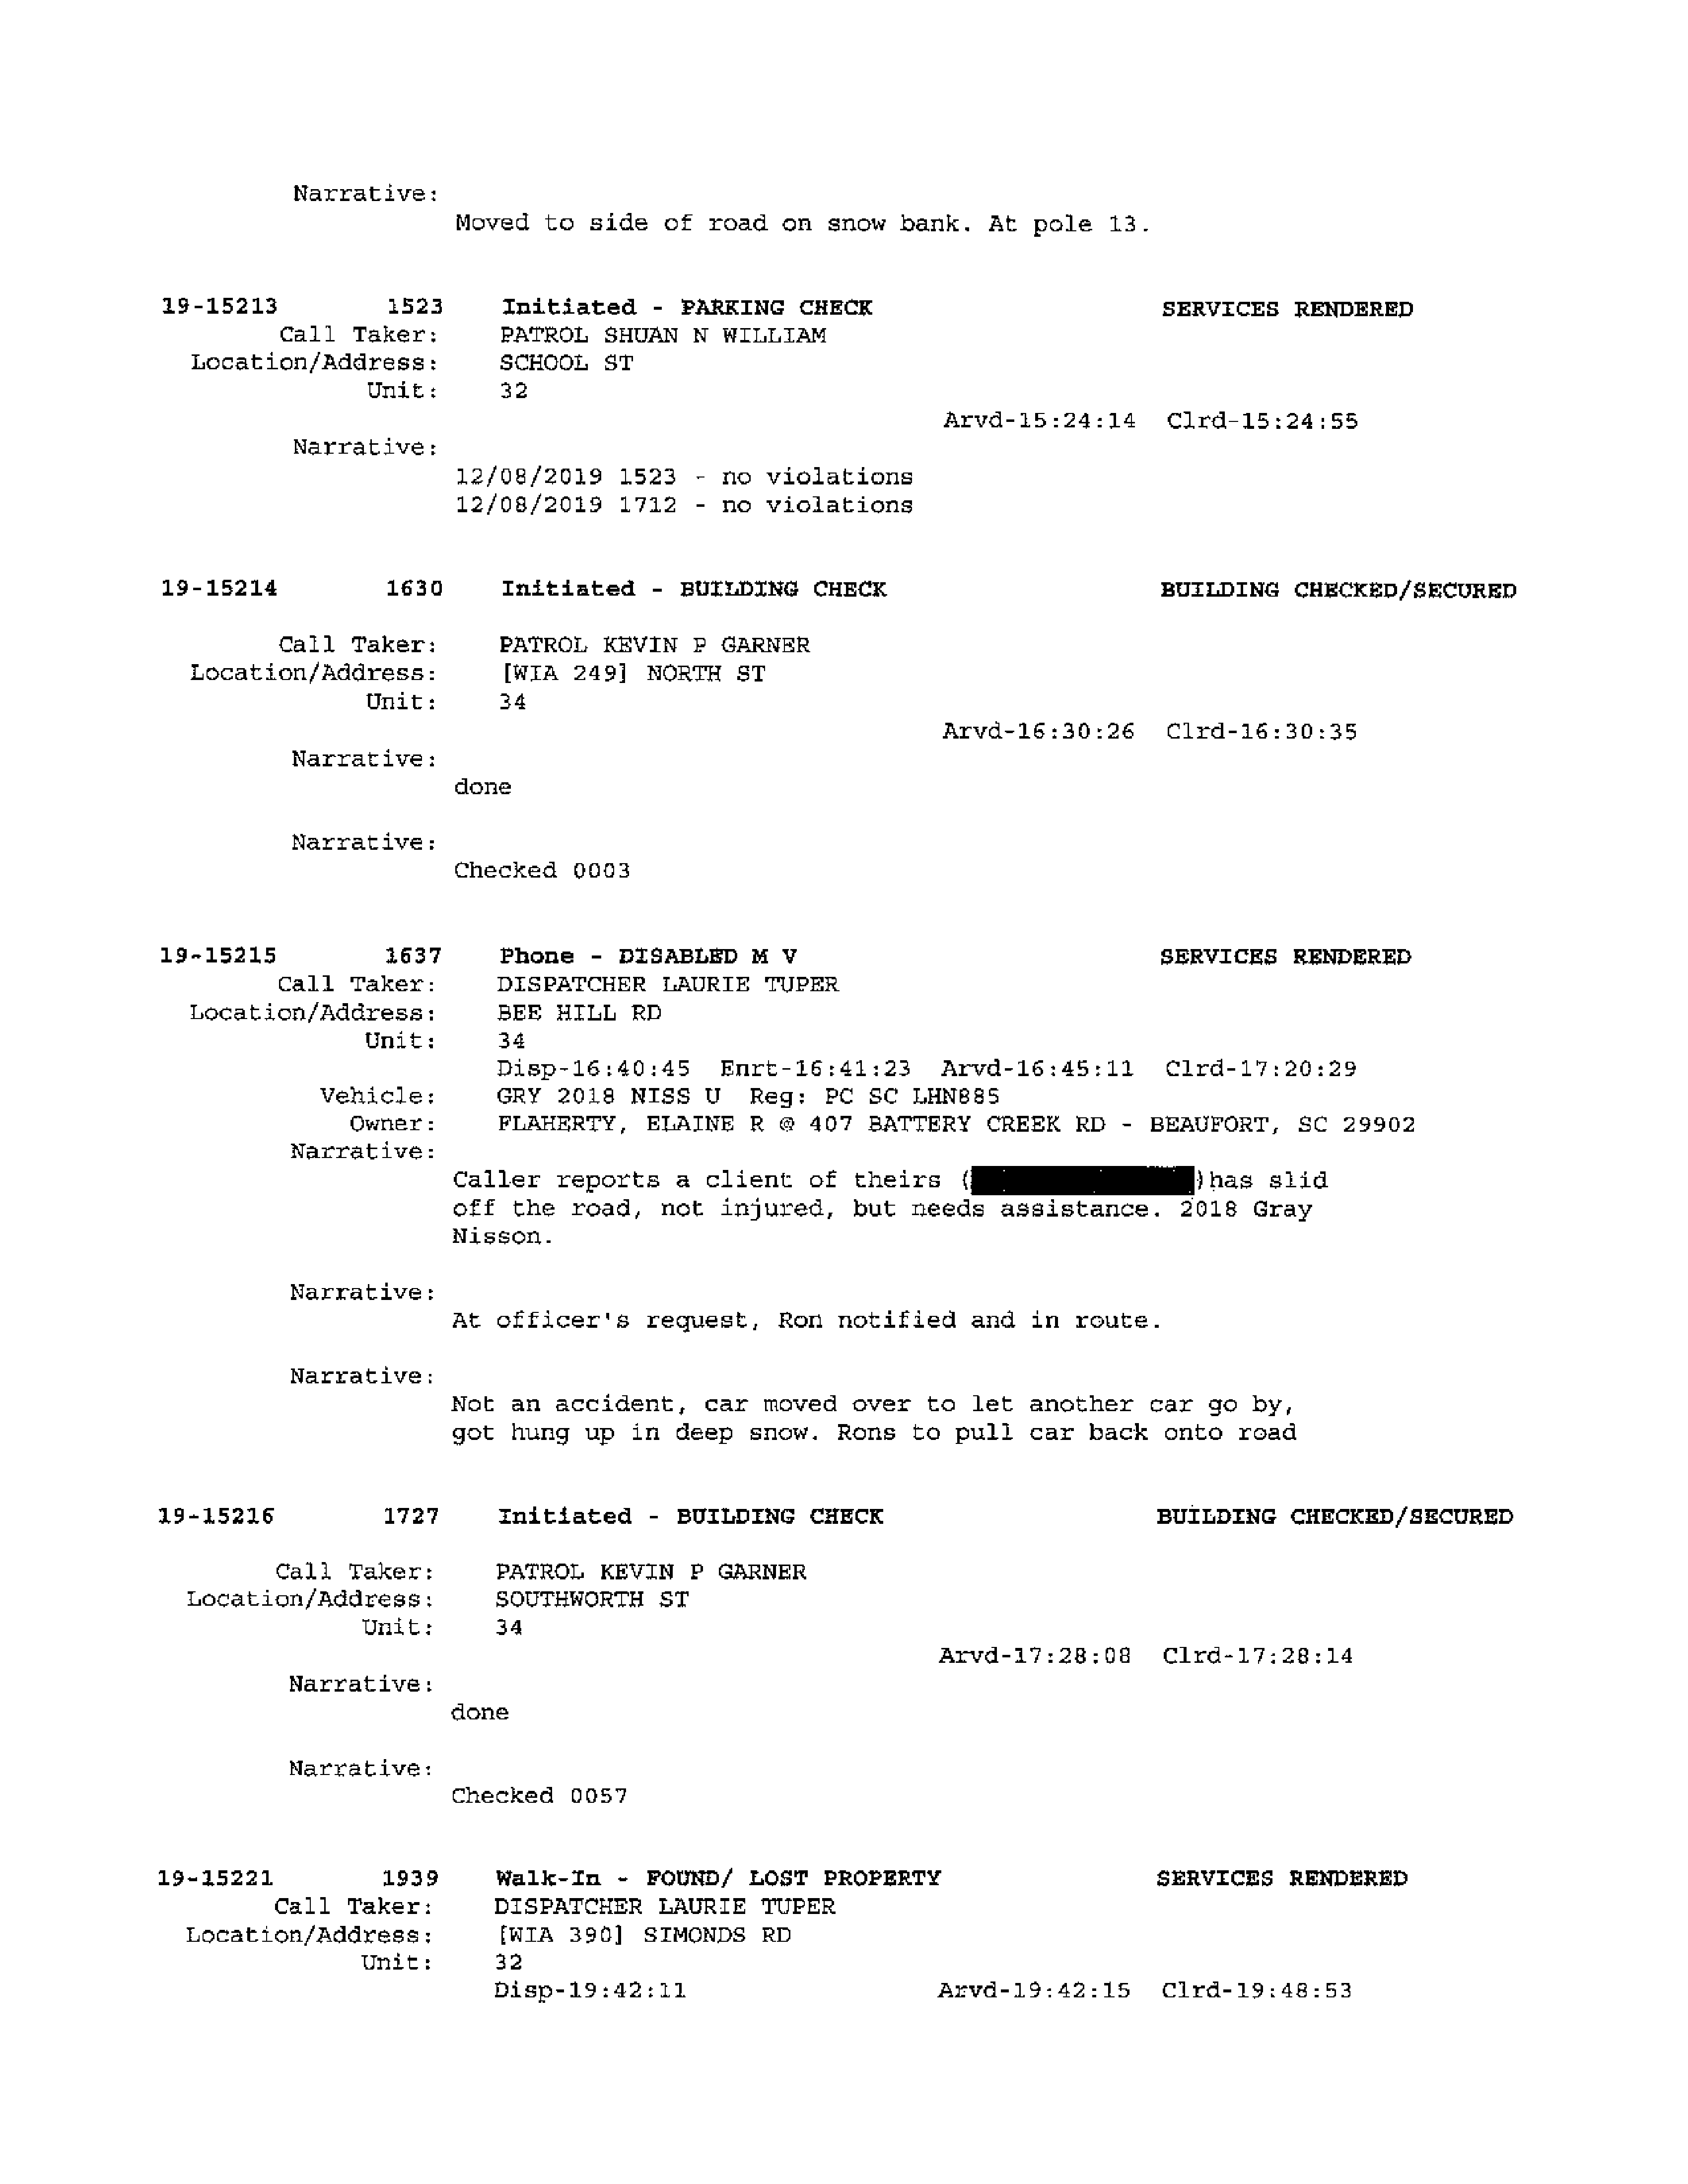 Narrative:
Moved to side of road on snow bank. At pole 13.
19-15213 1523 Initiated - PARKING CHECK SERVICES RENDERED
Call Taker: PATROL SHUAN N WILLIAM
Location/Address: SCHOOL ST
Unit: 32
Arvd-15:24:14 Clrd-15:24:55
Narrative:
12/08/2019 1523 - no violations
12/08/2019 1712 - no violations
19-15214 1630 Initiated - BUILDING CHECK BUILDING CHECKED/SECURED
Call Taker: PATROL KEVIN P GARNER
Location/Address: [WIA 249] NORTH ST
Unit: 34
Arvd-16:30:26 Clrd-16:30:35
Narrative:
done
Narrative:
Checked 0003
19-15215 1637 Phone - DISABLED M V SERVICES RENDERED
Call Taker: DISPATCHER LAURIE TUPER
Location/Address: BEE HILL RD
Unit: 34
Disp-16:40:45 Enrt-16:41:23 Arvd-16:45:11 Clrd-17:20:29
Vehicle: GRY 2018 NISS U Reg: PC SC LHN885
Owner: FLAHERTY, ELAINE R @ 407 BATTERY CREEK RD - BEAUFORT, SC 29902
Narrative:
Caller reports a client of theirs ( )has slid
off the road, not injured, but needs assistance. 2018 Gray
Nisson.
Narrative:
At officer's request, Ron notified and in route.
Narrative:
Not an accident, car moved over to let another car go by,
got hung up in deep snow. Rons to pull car back onto road
19-15216 1727 Initiated - BUILDING CHECK BUILDING CHECKED/SECURED
Call Taker: PATROL KEVIN P GARNER
Location/Address: SOUTHWORTH ST
Unit: 34
Arvd-17:28:08 Clrd-17:28:14
Narrative:
done
Narrative:
Checked 0057
19-15221 1939 Walk-In - FOUND/ LOST PROPERTY SERVICES RENDERED
Call Taker: DISPATCHER LAURIE TUPER
Location/Address: [WIA 390] SIMONDS RD
Unit: 32
Disp-19:42:11 Arvd-19:42:15 Clrd-19:48:53